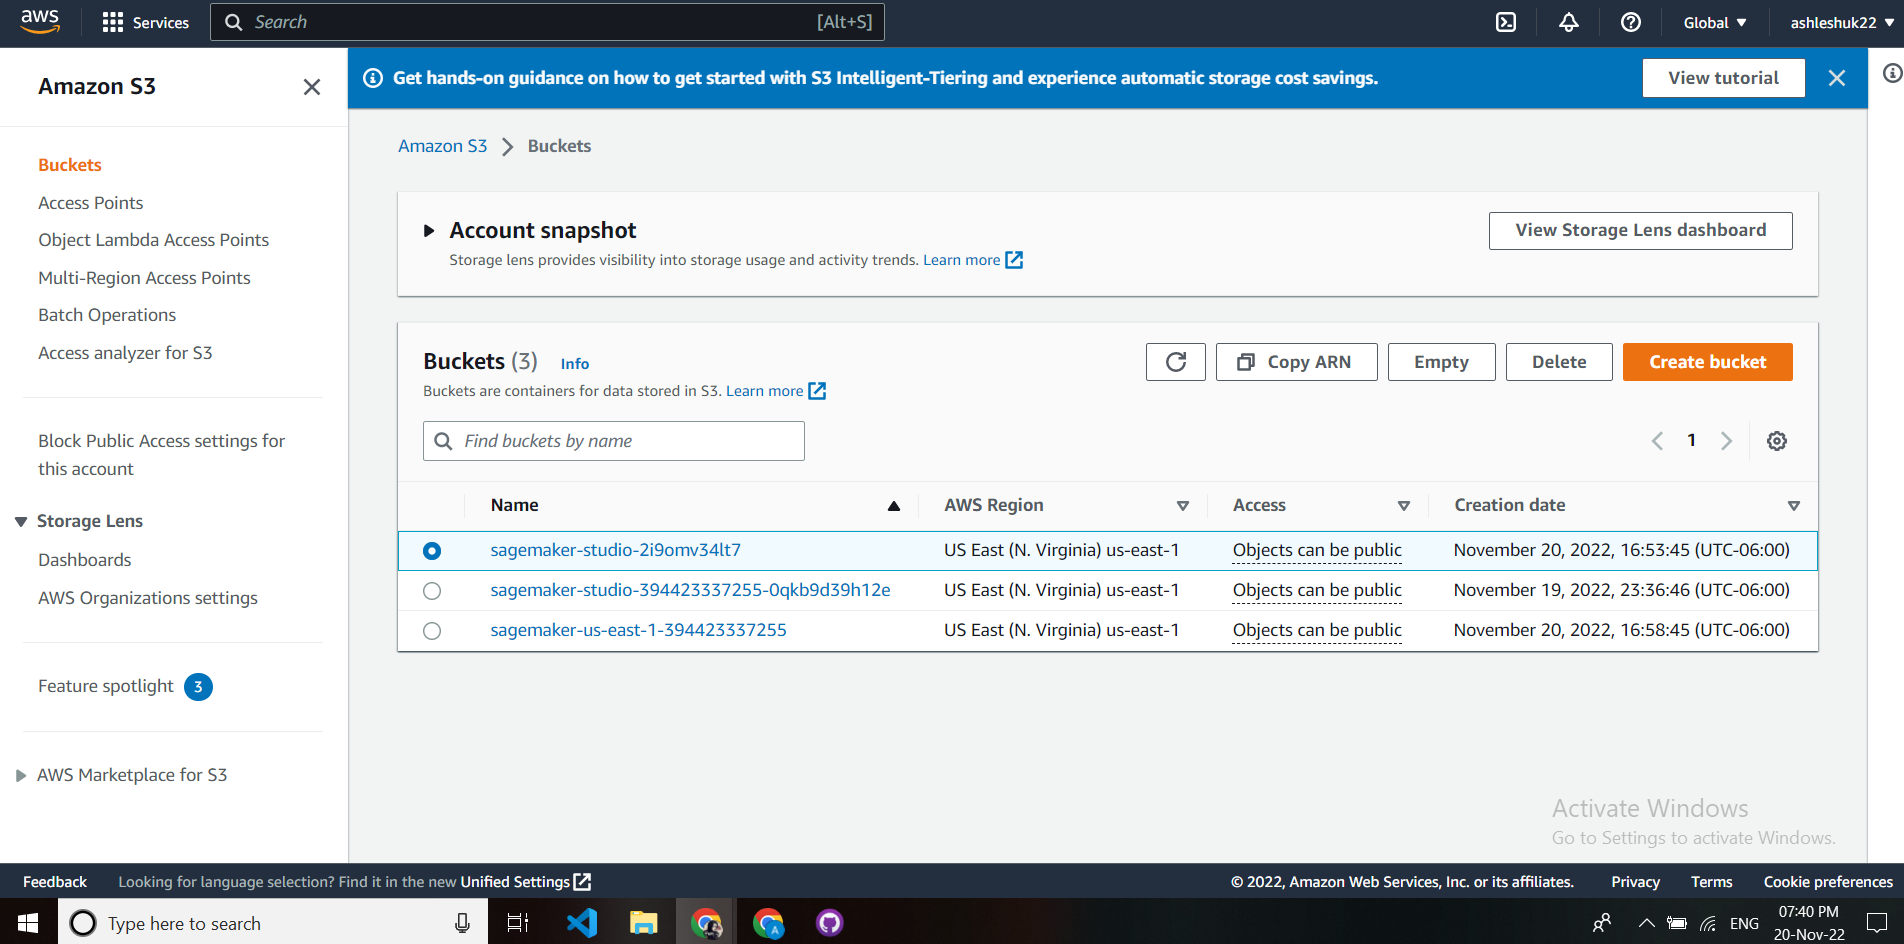 aws
Services
Search
[Alt+S]
Global
ashleshuk22
Amazon S3
Buckets
Access Points
Object Lambda Access Points
Multi-Region Access Points
Batch Operations
Access analyzer for S3
Block Public Access settings for
this account
Storage Lens
Dashboards
AWS Organizations settings
Feature spotlight 3
AWS Marketplace for S3
Get hands-on guidance on how to get started with S3 Intelligent-Tiering and experience automatic storage cost savings.
View tutorial
Amazon S3 Buckets
Account snapshot
Storage lens provides visibility into storage usage and activity trends. Learn more
View Storage Lens dashboard
Buckets (3) Info
Buckets are containers for data stored in S3. Learn more
Copy ARN
Empty
Delete
Create bucket
Find buckets by name
1
Name AWS Region Access Creation date
sagemaker-studio-2i9omv34lt7 US East (N. Virginia) us-east-1 Objects can be public November 20, 2022, 16:53:45 (UTC-06:00)
sagemaker-studio-394423337255-0qkb9d39h12e US East (N. Virginia) us-east-1 Objects can be public November 19, 2022, 23:36:46 (UTC-06:00)
sagemaker-us-east-1-394423337255 US East (N. Virginia) us-east-1 Objects can be public November 20, 2022, 16:58:45 (UTC-06:00)
Activate Windows
Go to Settings to activate Windows.
Feedback Looking for language selection? Find it in the new Unified Settings
© 2022, Amazon Web Services, Inc. or its affiliates. Privacy Terms Cookie preferences
Type here to search
A
ENG
07:40 PM
20-Nov-22